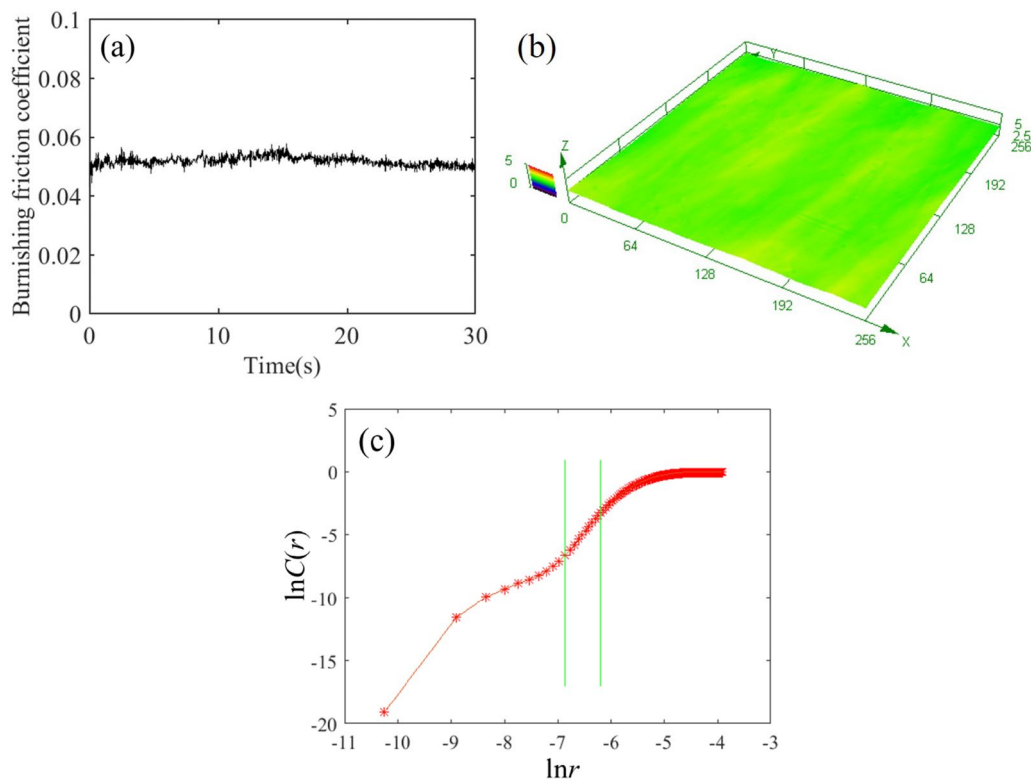 (a)
Burnishing friction coefficient
0.1
0.08
0.06
0.04
0.02
0
0 10 20 30
Time(s)
(b)
Y
Z
5
0
0
64
128
192
256
X
64
128
192
256
2.5
5
(c)
lnC(r)
5
0
-5
-10
-15
-20
-11 -10 -9 -8 -7 -6 -5 -4 -3
lnr